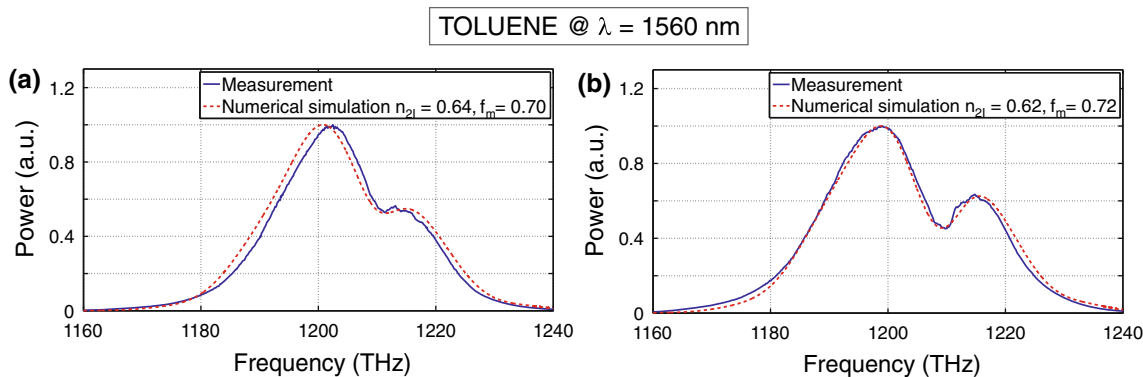 TOLUENE @ λ = 1560 nm
(a)
Measurement
Numerical simulation n2l = 0.64, fm= 0.70
1.2
0.8
0.4
0
Power (a.u.)
1160
1180
1200
1220
1240
Frequency (THz)
(b)
Measurement
Numerical simulation n2l = 0.62, fm= 0.72
1.2
0.8
0.4
0
Power (a.u.)
1160
1180
1200
1220
1240
Frequency (THz)